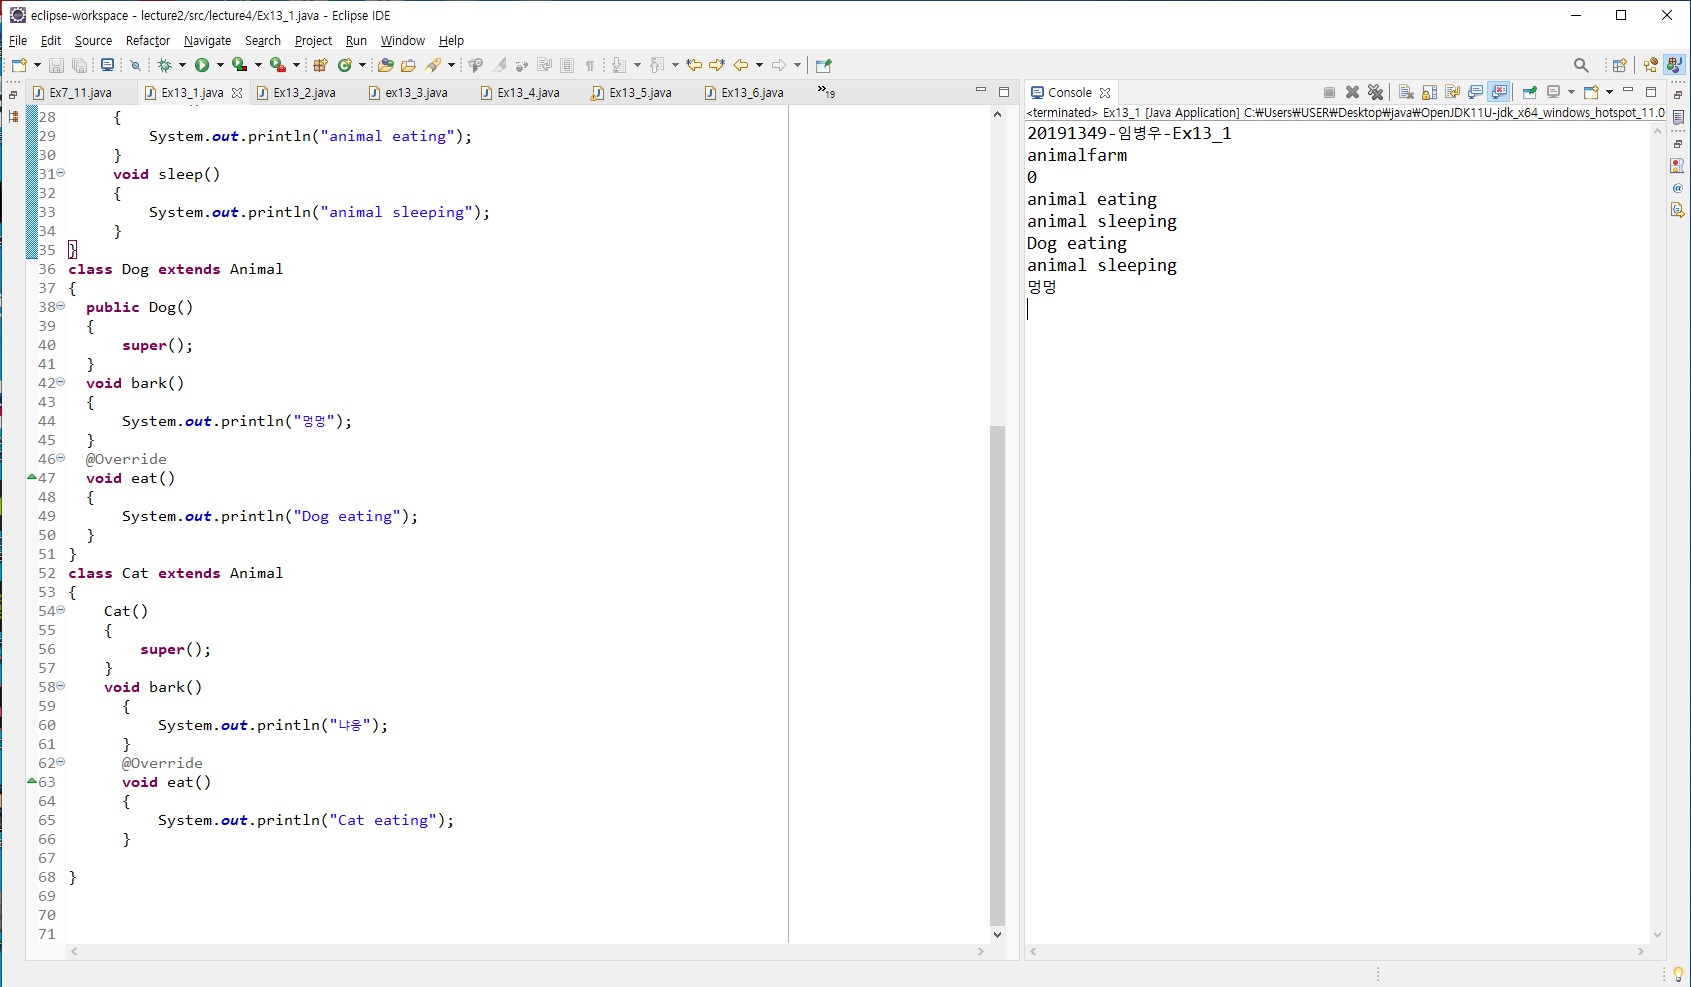 eclipse-workspace - lecture2/src/lecture4/Ex13_1.java - Eclipse IDE
File Edit Source Refactor Navigate Search Project Run Window Help
Ex7_11.java Ex13_1.java Ex13_2.java ex13_3.java Ex13_4.java Ex13_5.java Ex13_6.java »19
28 {
29 System.out.println("animal eating");
30 }
31 void sleep()
32 {
33 System.out.println("animal sleeping");
34 }
35 }
36 class Dog extends Animal
37 {
38 public Dog()
39 {
40 super();
41 }
42 void bark()
43 {
44 System.out.println("멍멍");
45 }
46 @Override
47 void eat()
48 {
49 System.out.println("Dog eating");
50 }
51 }
52 class Cat extends Animal
53 {
54 Cat()
55 {
56 super();
57 }
58 void bark()
59 {
60 System.out.println("냐옹");
61 }
62 @Override
63 void eat()
64 {
65 System.out.println("Cat eating");
66 }
67
68 }
69
70
71
Console
<terminated> Ex13_1 [Java Application] C:₩Users₩USER₩Desktop₩java₩OpenJDK11U-jdk_x64_windows_hotspot_11.0
20191349-임병우-Ex13_1
animalfarm
0
animal eating
animal sleeping
Dog eating
animal sleeping
멍멍